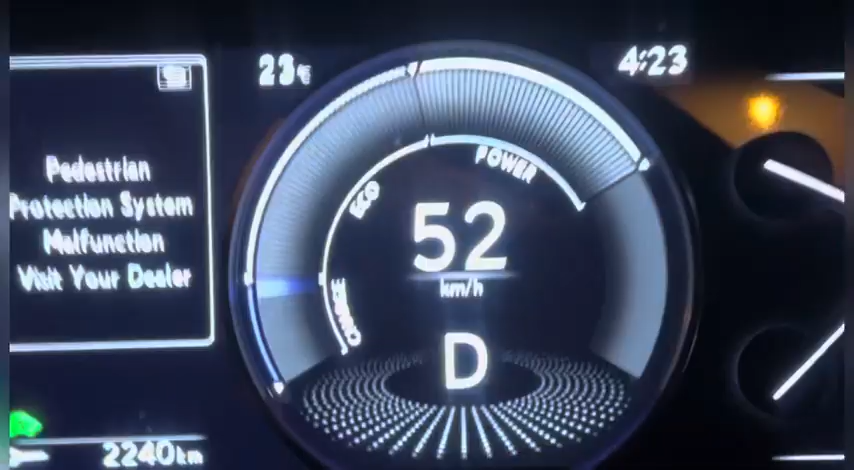 23°C
4:23
Pedestrian
Protection System
Malfunction
Visit Your Dealer
POWER
ECO
CHARGE
52
km/h
D
2240km